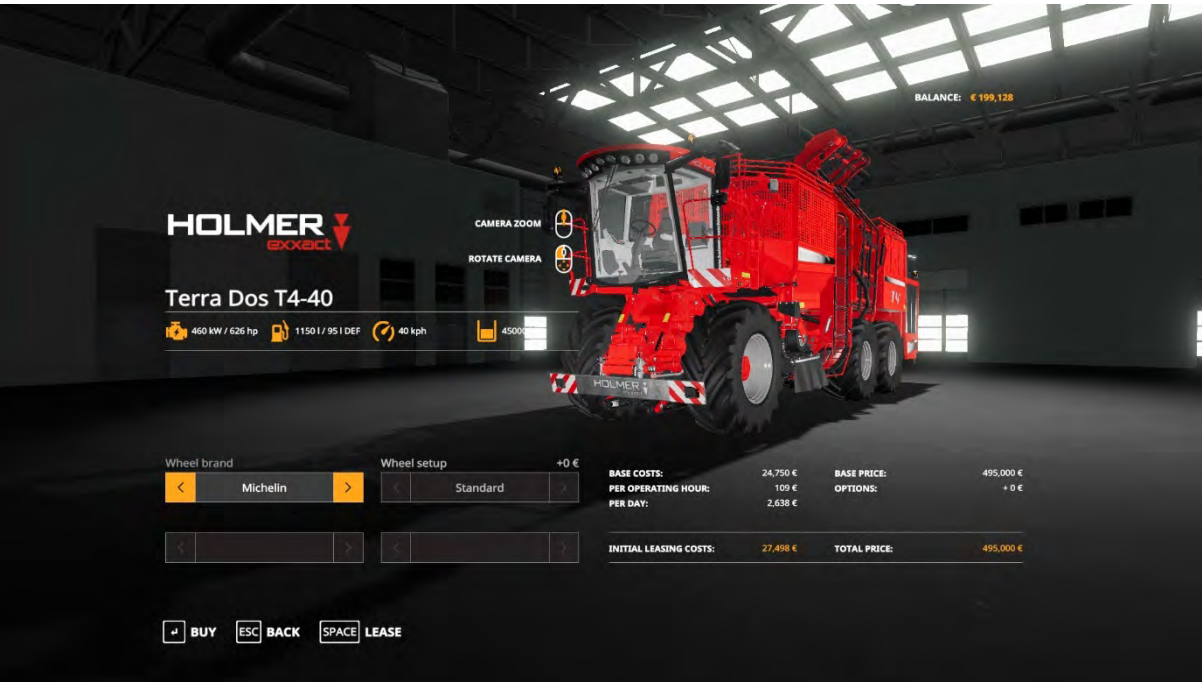 BALANCE: € 199,128
HOLMER
exxact
CAMERA ZOOM
ROTATE CAMERA
Terra Dos T4-40
460 kW / 626 hp 1150 l / 95 l DEF 40 kph 45000
T4
HOLMER
exxact
Wheel brand
Michelin
Wheel setup +0 €
Standard
BASE COSTS: 24,750 €
PER OPERATING HOUR: 109 €
PER DAY: 2,638 €
INITIAL LEASING COSTS: 27,498 €
BASE PRICE: 495,000 €
OPTIONS: + 0 €
TOTAL PRICE: 495,000 €
BUY ESC BACK SPACE LEASE